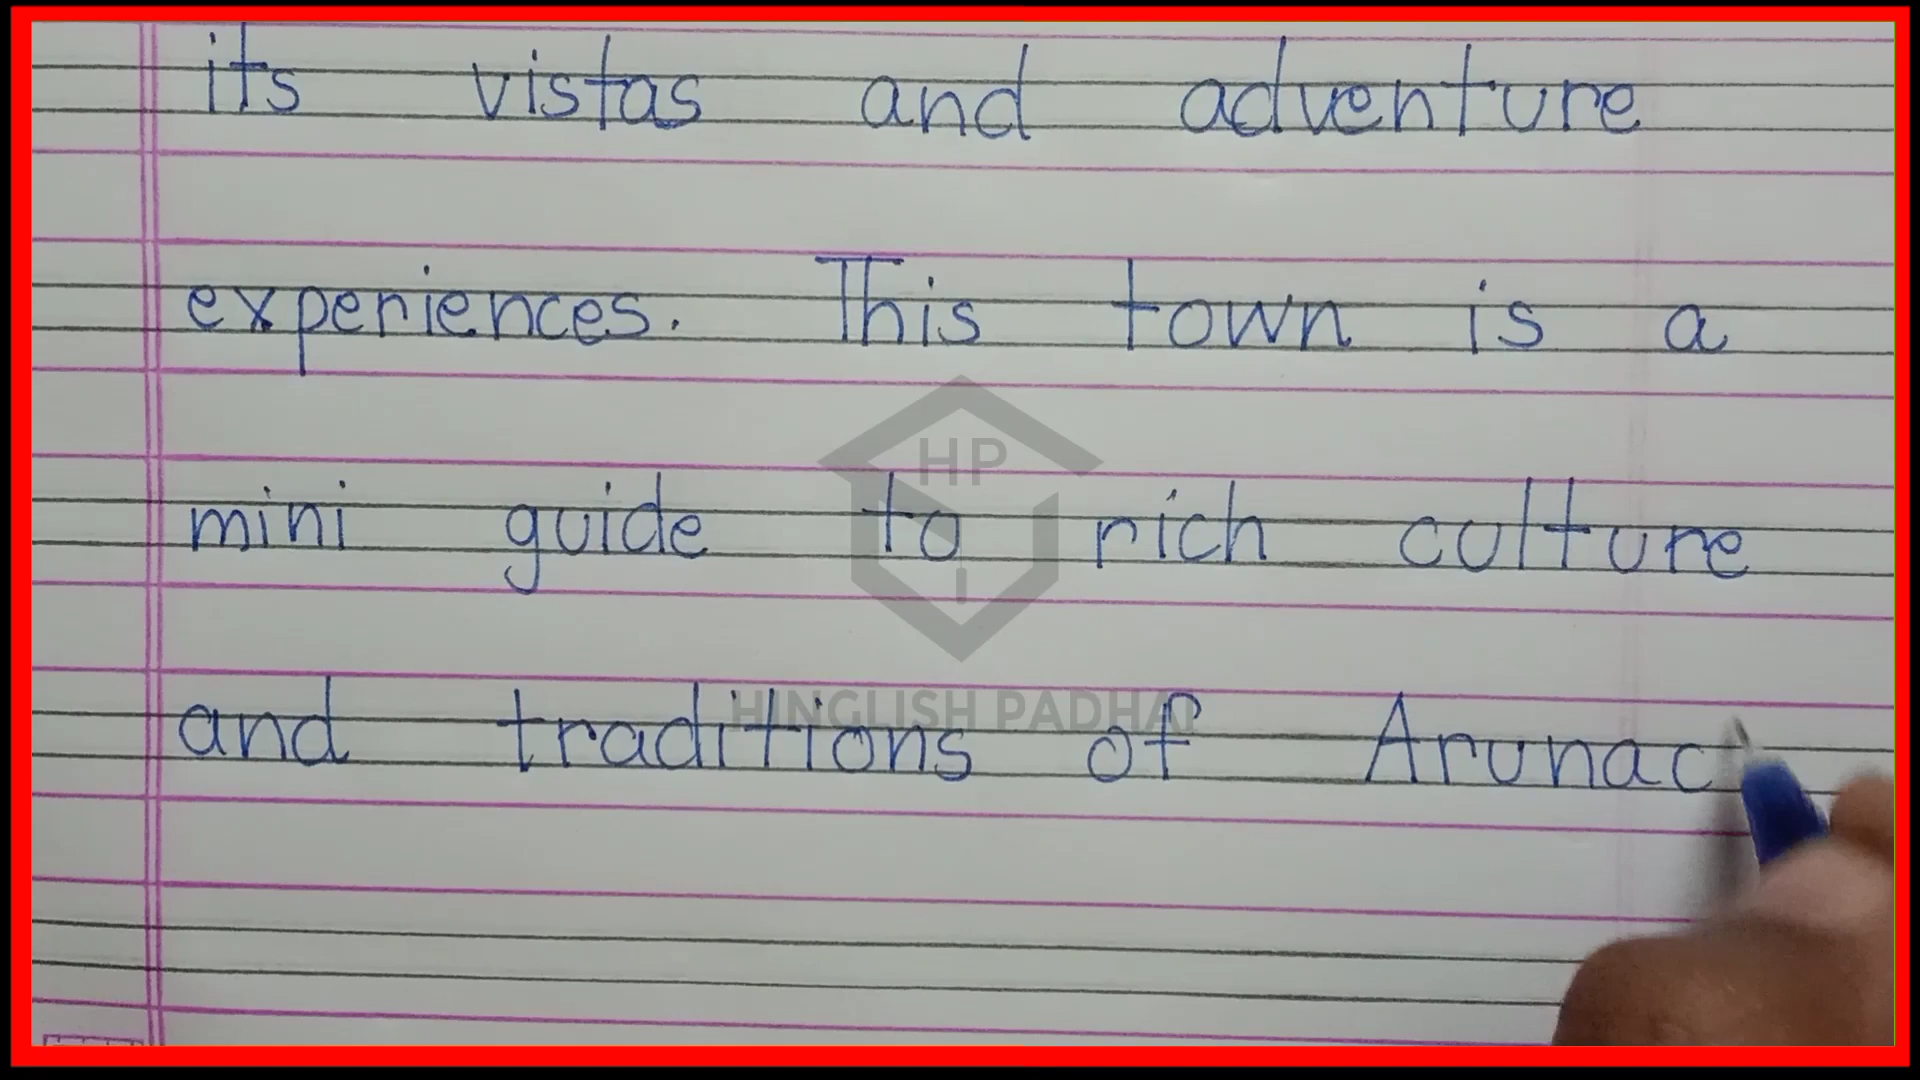 its vistas and adventure
experiences. This town is a
HP
mini guide to rich culture
I
HINGLISH PADHAI
and traditions of Arunac